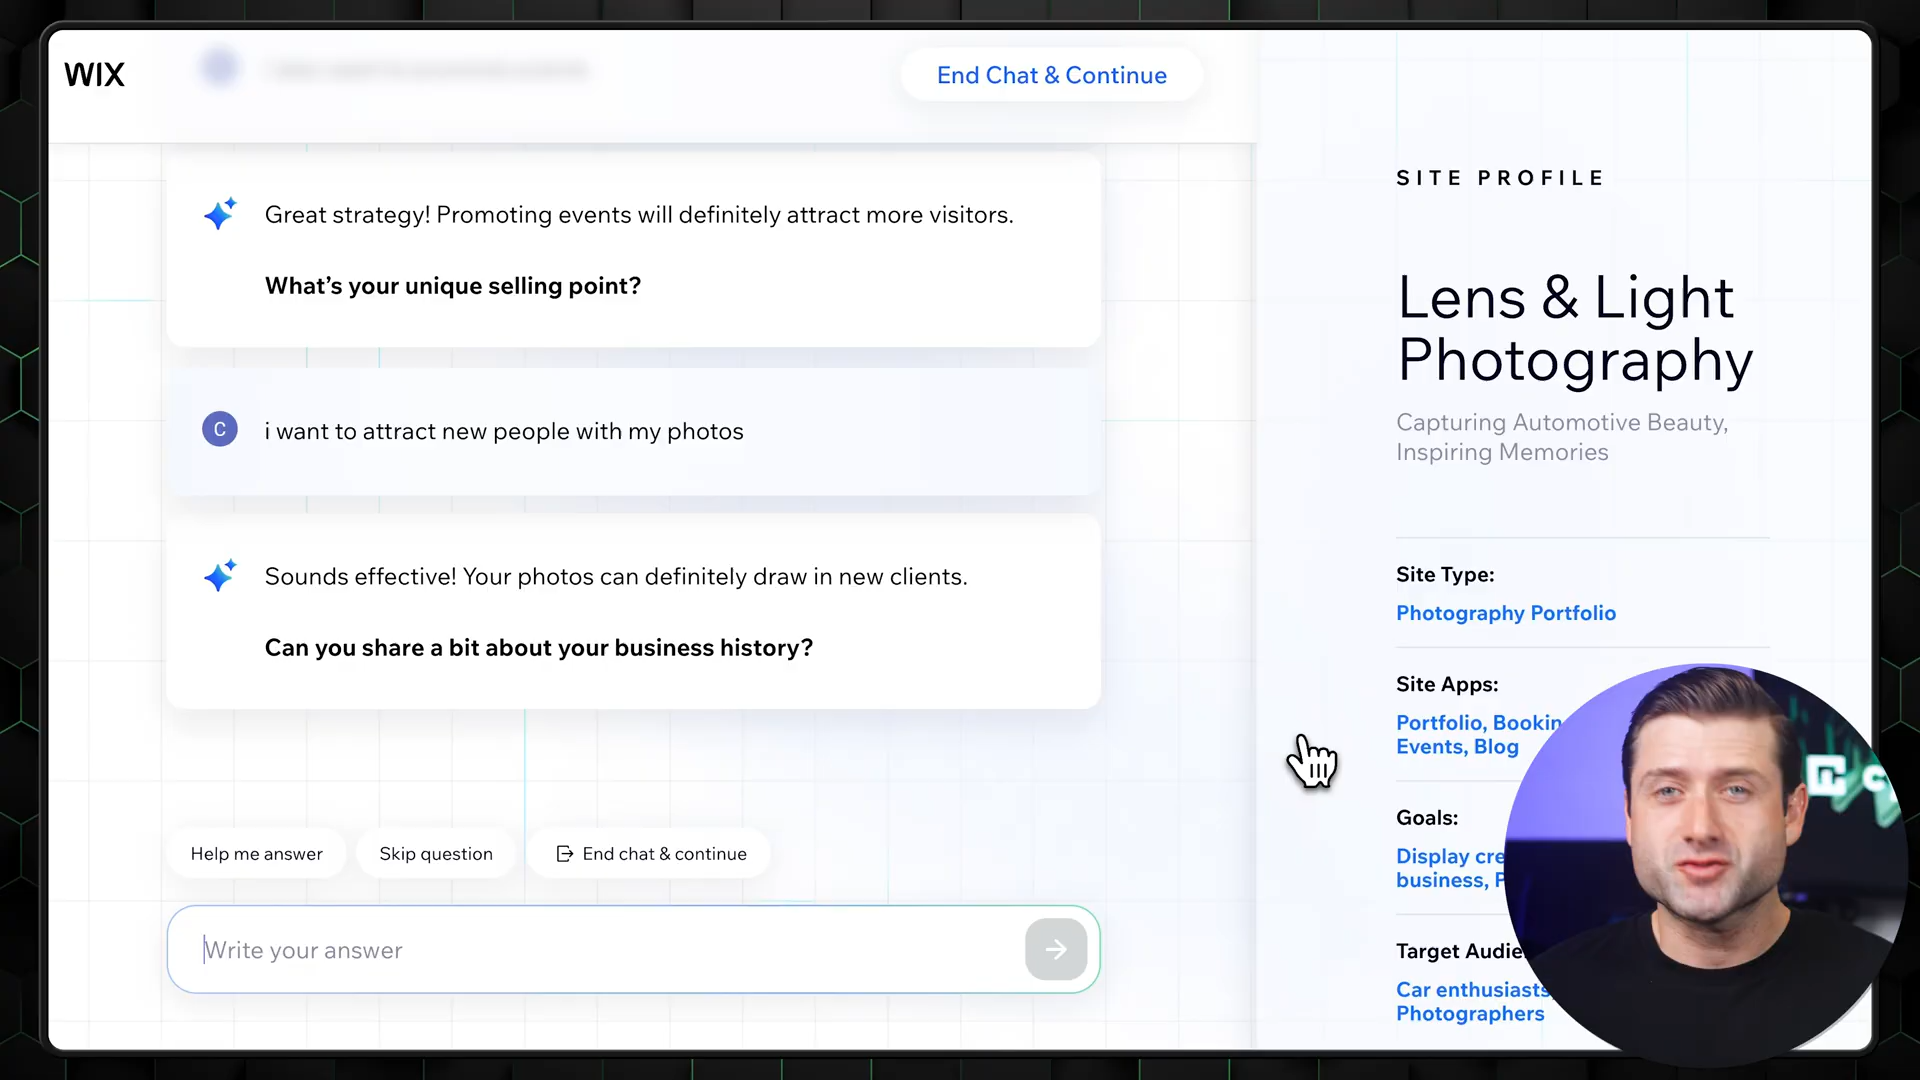 WIX
End Chat & Continue
Great strategy! Promoting events will definitely attract more visitors.
What's your unique selling point?
C
i want to attract new people with my photos
Sounds effective! Your photos can definitely draw in new clients.
Can you share a bit about your business history?
Help me answer
Skip question
End chat & continue
Write your answer
SITE PROFILE
Lens & Light
Photography
Capturing Automotive Beauty,
Inspiring Memories
Site Type:
Photography Portfolio
Site Apps:
Portfolio,
Events, Blog
Goals:
Display
business,
Target
Car enthusiasts
Photographers